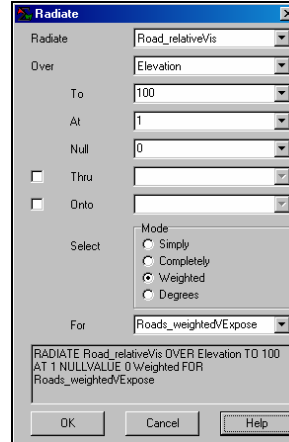 Radiate
Radiate Road_relativeVis
Over Elevation
To 100
At 1
Null 0
Thru
Onto
Select Mode
Simply
Completely
Weighted
Degrees
For Roads_weightedVExpose
RADIATE Road_relativeVis OVER Elevation TO 100
AT 1 NULLVALUE 0 Weighted FOR
Roads_weightedVExpose
OK Cancel Help